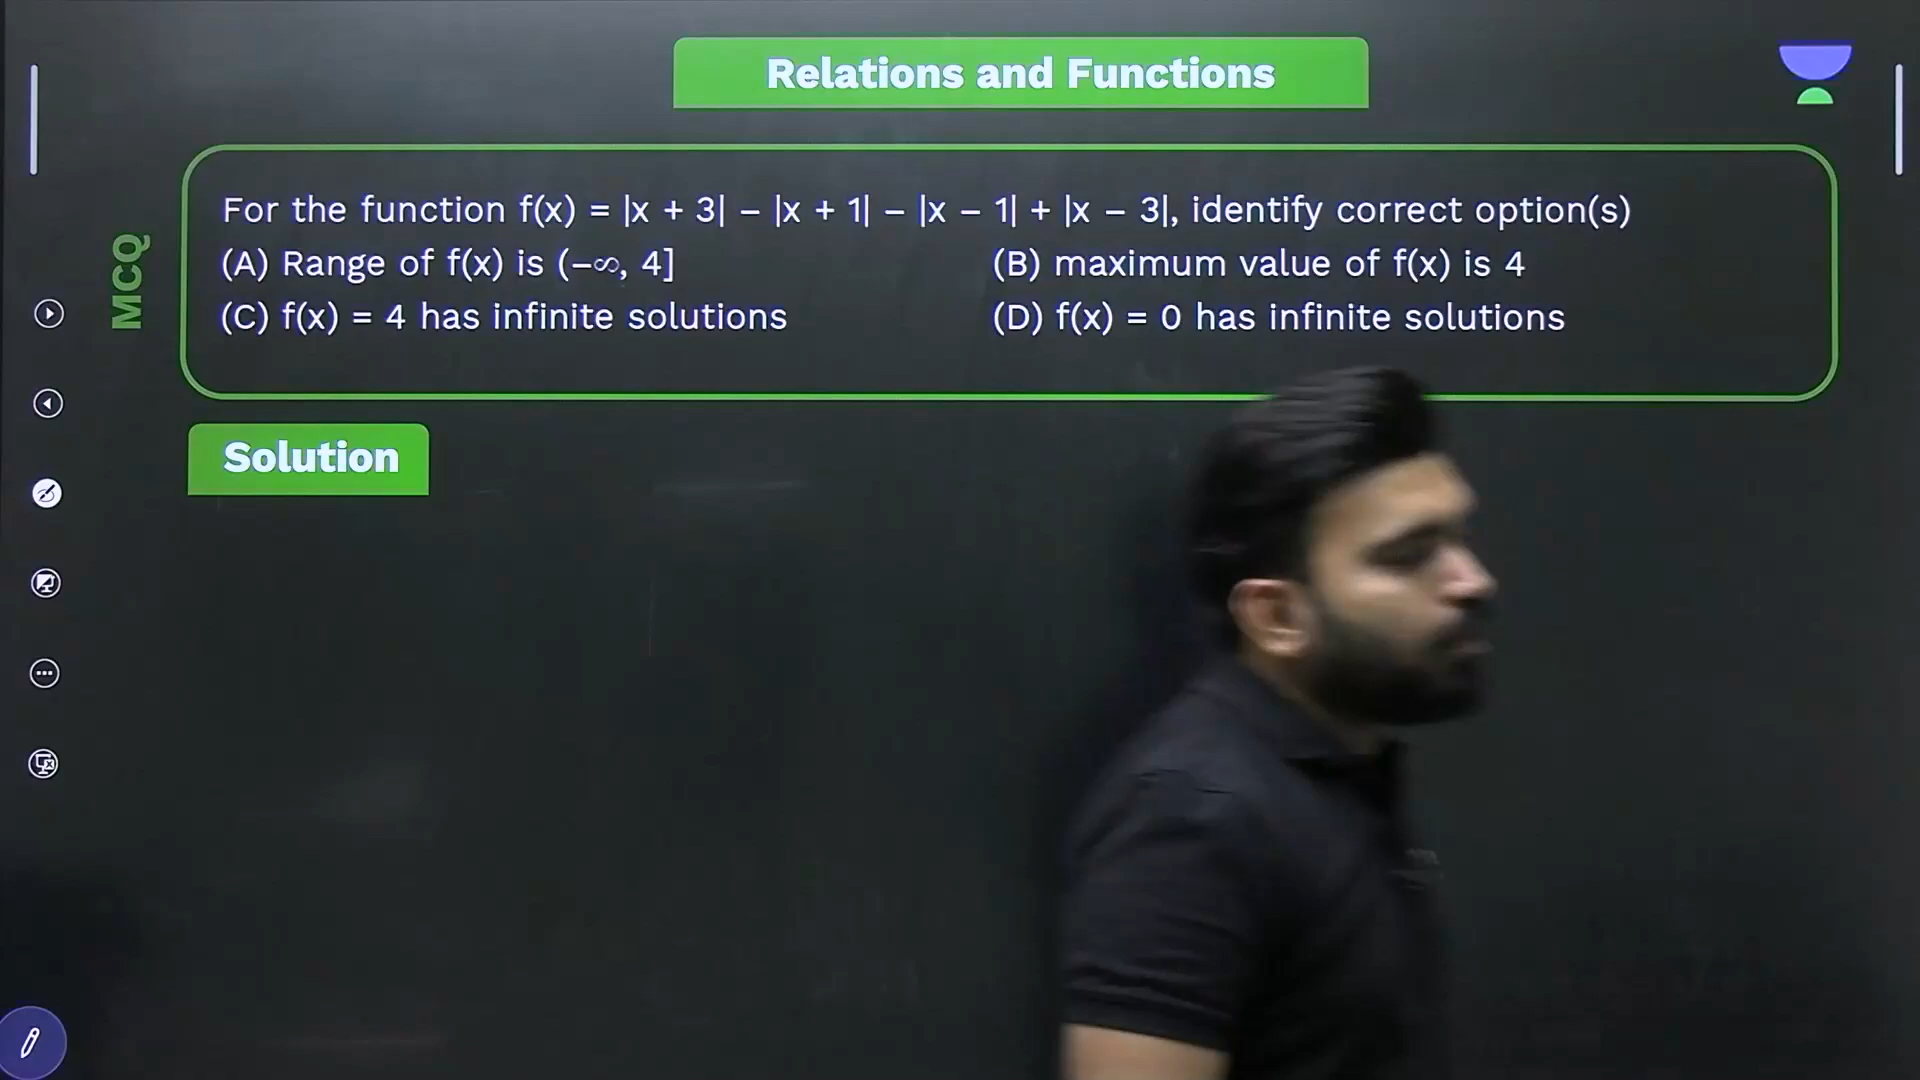 Relations and Functions
MCQ
For the function f(x) = |x + 3| – |x + 1| – |x – 1| + |x – 3|, identify correct option(s)
(A) Range of f(x) is (–∞, 4]
(B) maximum value of f(x) is 4
(C) f(x) = 4 has infinite solutions
(D) f(x) = 0 has infinite solutions
Solution